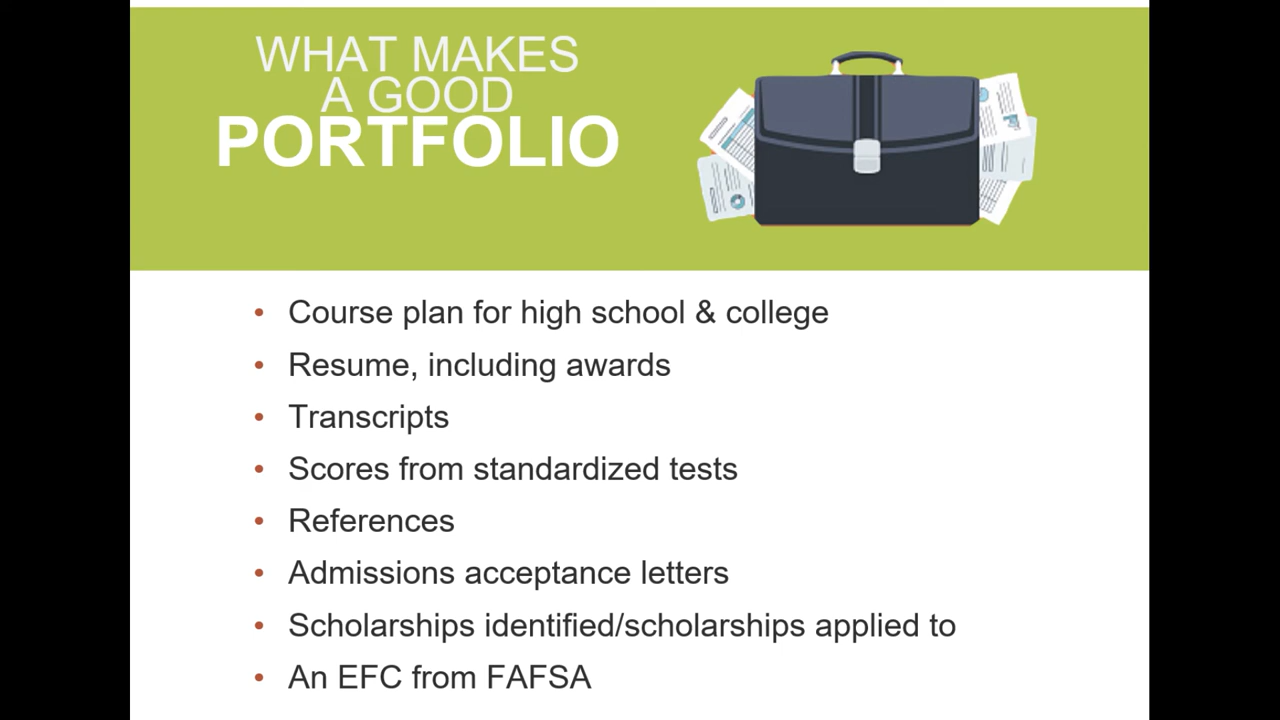 WHAT MAKES
A GOOD
PORTFOLIO
• Course plan for high school & college
• Resume, including awards
• Transcripts
• Scores from standardized tests
• References
• Admissions acceptance letters
• Scholarships identified/scholarships applied to
• An EFC from FAFSA